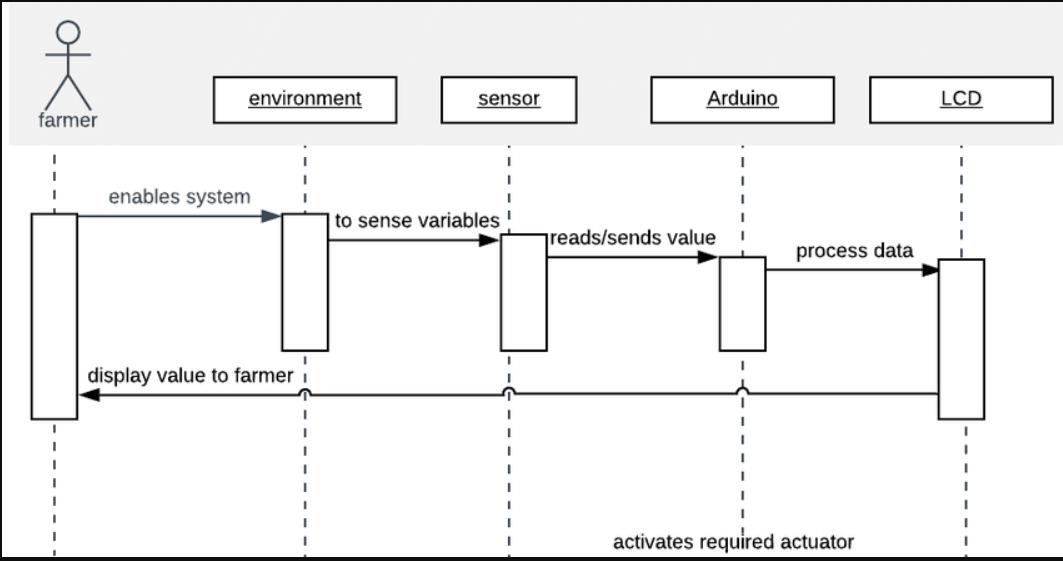 farmer
environment
sensor
Arduino
LCD
enables system
to sense variables
reads/sends value
process data
display value to farmer
activates required actuator